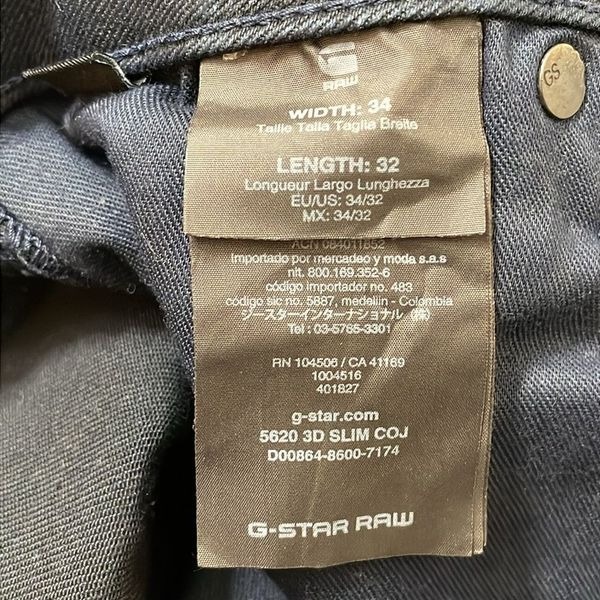 RAW
WIDTH: 34
Taille Talla Taglia Breite
LENGTH: 32
Longueur Largo Lunghezza
EU/US: 34/32
MX: 34/32
ACN 084011852
Importado por mercadeo y moda s.a.s
nit. 800.169.352-6
código importador no. 483
código sic no. 5887, medellin - Colombia
ジースターインターナショナル（株）
Tel : 03-5785-3301
RN 104506 / CA 41169
1004516
401827
g-star.com
5620 3D SLIM COJ
D00864-8600-7174
G-STAR RAW
GS